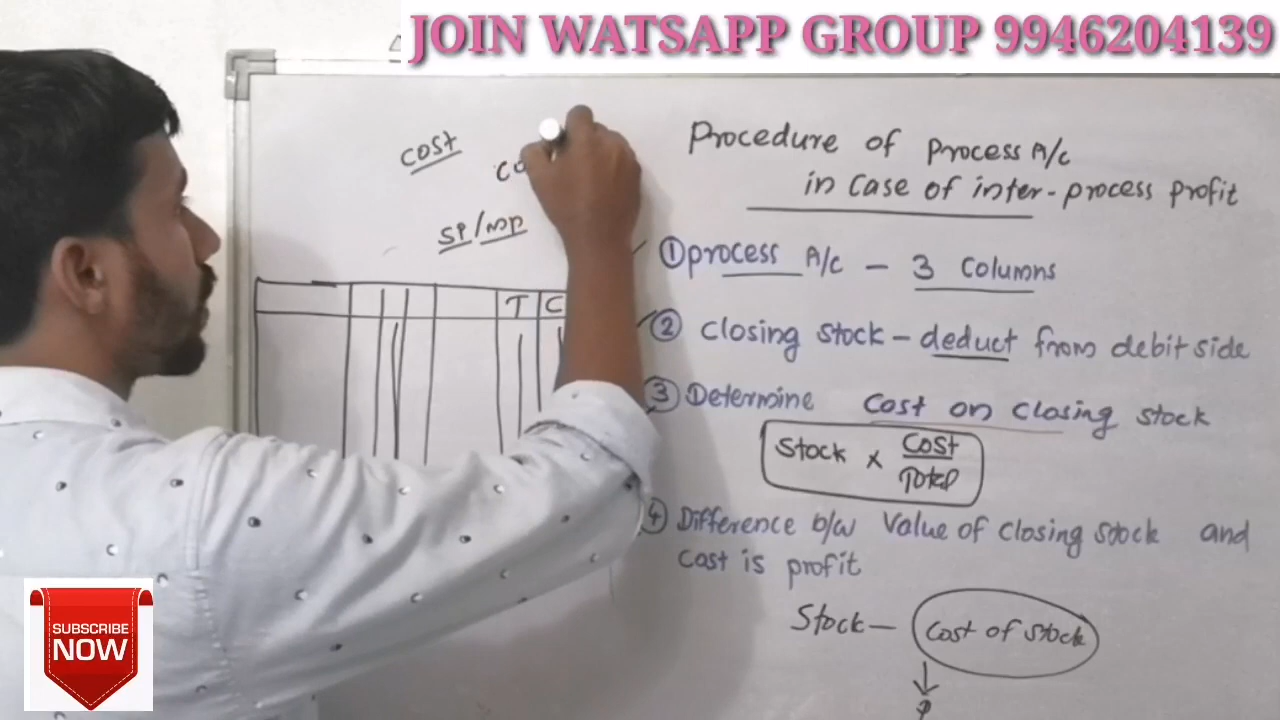 JOIN WATSAPP GROUP 9946204139
Cost
Co
SP/MP
T C
Procedure of Process A/c
in Case of inter-process profit
① process A/c - 3 Columns
② Closing stock - deduct from debit side
③ Determine Cost on Closing stock
Stock × Cost
Total
④ Difference b/w Value of Closing stock and
Cost is profit
Stock - Cost of stock
SUBSCRIBE
NOW